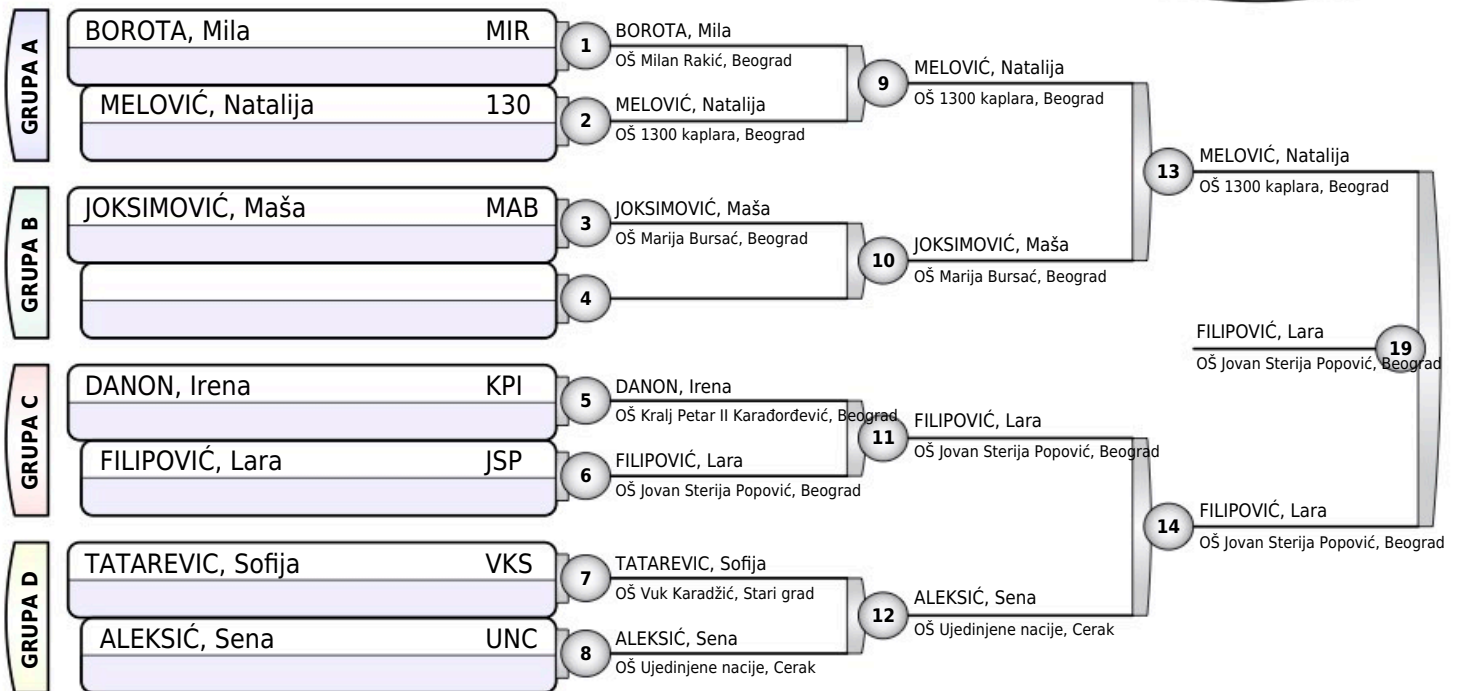 GRUPA A
BOROTA, Mila MIR
MELOVIĆ, Natalija 130
GRUPA B
JOKSIMOVIĆ, Maša MAB
GRUPA C
DANON, Irena KPI
FILIPOVIĆ, Lara JSP
GRUPA D
TATAREVIC, Sofija VKS
ALEKSIĆ, Sena UNC
1
BOROTA, Mila
OŠ Milan Rakić, Beograd
2
MELOVIĆ, Natalija
OŠ 1300 kaplara, Beograd
3
JOKSIMOVIĆ, Maša
OŠ Marija Bursać, Beograd
4
5
DANON, Irena
OŠ Kralj Petar II Karađorđević, Beograd
6
FILIPOVIĆ, Lara
OŠ Jovan Sterija Popović, Beograd
7
TATAREVIC, Sofija
OŠ Vuk Karadžić, Stari grad
8
ALEKSIĆ, Sena
OŠ Ujedinjene nacije, Cerak
9
MELOVIĆ, Natalija
OŠ 1300 kaplara, Beograd
10
JOKSIMOVIĆ, Maša
OŠ Marija Bursać, Beograd
11
FILIPOVIĆ, Lara
OŠ Jovan Sterija Popović, Beograd
12
ALEKSIĆ, Sena
OŠ Ujedinjene nacije, Cerak
13
MELOVIĆ, Natalija
OŠ 1300 kaplara, Beograd
14
FILIPOVIĆ, Lara
OŠ Jovan Sterija Popović, Beograd
FILIPOVIĆ, Lara
19
OŠ Jovan Sterija Popović, Beograd